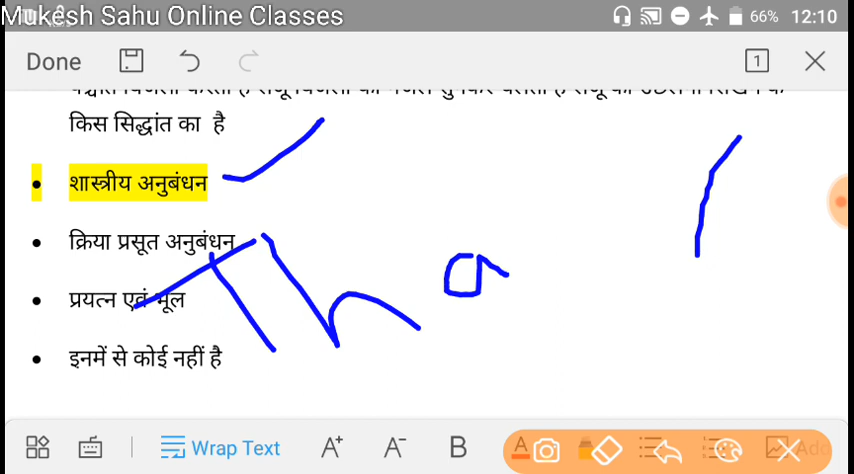 Mukesh Sahu Online Classes
66% 12:10
Done
1
किस सिद्धांत का है
शास्त्रीय अनुबंधन
क्रिया प्रसूत अनुबंधन
प्रयत्न एवं भूल
इनमें से कोई नहीं है
Tha
Wrap Text A+ A- B A Add